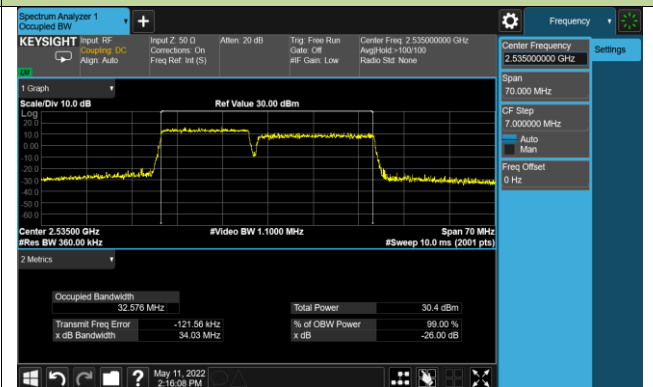 Spectrum Analyzer 1
Occupied BW
Frequency
KEYSIGHT
Input: RF
Coupling: DC
Align: Auto
Input Z: 50 Ω
Corrections: On
Freq Ref: Int (S)
Atten: 20 dB
Trig: Free Run
Gate: Off
#IF Gain: Low
Center Freq: 2.535000000 GHz
Avg|Hold:>100/100
Radio Std: None
LXI
Center Frequency
2.535000000 GHz
Settings
Span
70.000 MHz
CF Step
7.000000 MHz
Auto
Man
Freq Offset
0 Hz
1 Graph
Scale/Div 10.0 dB
Ref Value 30.00 dBm
Log
20.0
10.0
0.00
-10.0
-20.0
-30.0
-40.0
-50.0
-60.0
Center 2.53500 GHz
#Video BW 1.1000 MHz
Span 70 MHz
#Res BW 360.00 kHz
#Sweep 10.0 ms (2001 pts)
2 Metrics
Occupied Bandwidth
32.576 MHz
Total Power
30.4 dBm
Transmit Freq Error
-121.56 kHz
% of OBW Power
99.00 %
x dB Bandwidth
34.03 MHz
x dB
-26.00 dB
?
May 11, 2022
2:16:08 PM